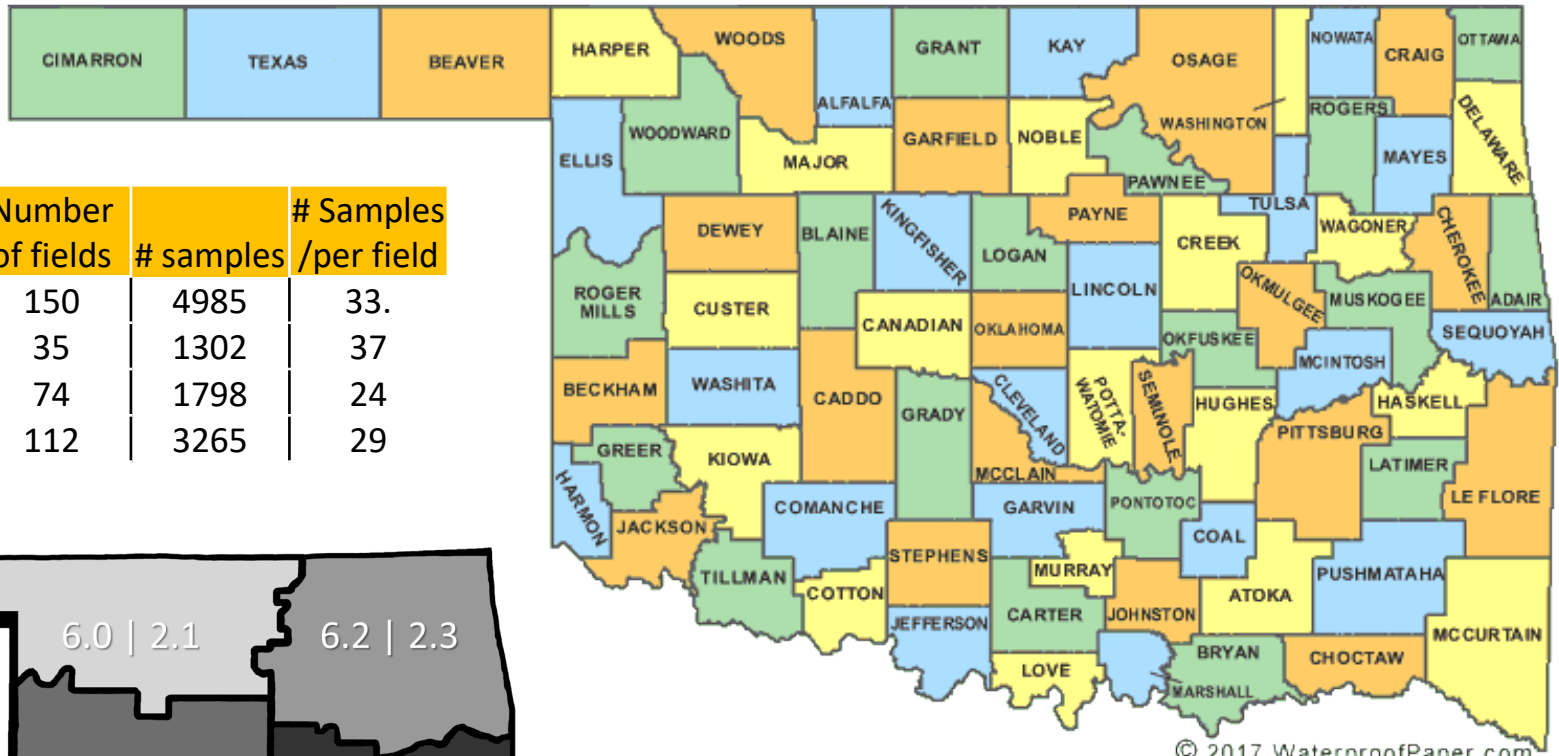 CIMARRON
TEXAS
BEAVER
HARPER
WOODS
ALFALFA
GRANT
KAY
OSAGE
WASHINGTON
NOWATA
CRAIG
OTTAWA
ELLIS
WOODWARD
MAJOR
GARFIELD
NOBLE
PAWNEE
ROGERS
MAYES
DELAWARE
Number # Samples
of fields # samples /per field
150 4985 33.
35 1302 37
74 1798 24
112 3265 29
ROGER
MILLS
DEWEY
CUSTER
BLAINE
KINGFISHER
LOGAN
PAYNE
CREEK
TULSA
WAGONER
CHEROKEE
ADAIR
CANADIAN
OKLAHOMA
LINCOLN
OKFUSKEE
OKMULGEE
MUSKOGEE
MCINTOSH
SEQUOYAH
BECKHAM
WASHITA
CADDO
GRADY
CLEVELAND
POTTA-
WATOMIE
SEMINOLE
HUGHES
PITTSBURG
HASKELL
LATIMER
LE FLORE
GREER
HARMON
JACKSON
KIOWA
COMANCHE
MCCLAIN
GARVIN
PONTOTOC
COAL
TILLMAN
COTTON
STEPHENS
MURRAY
JOHNSTON
ATOKA
PUSHMATAHA
MCCURTAIN
JEFFERSON
CARTER
LOVE
MARSHALL
BRYAN
CHOCTAW
6.0 | 2.1
6.2 | 2.3
© 2017 WaterproofPaper.com